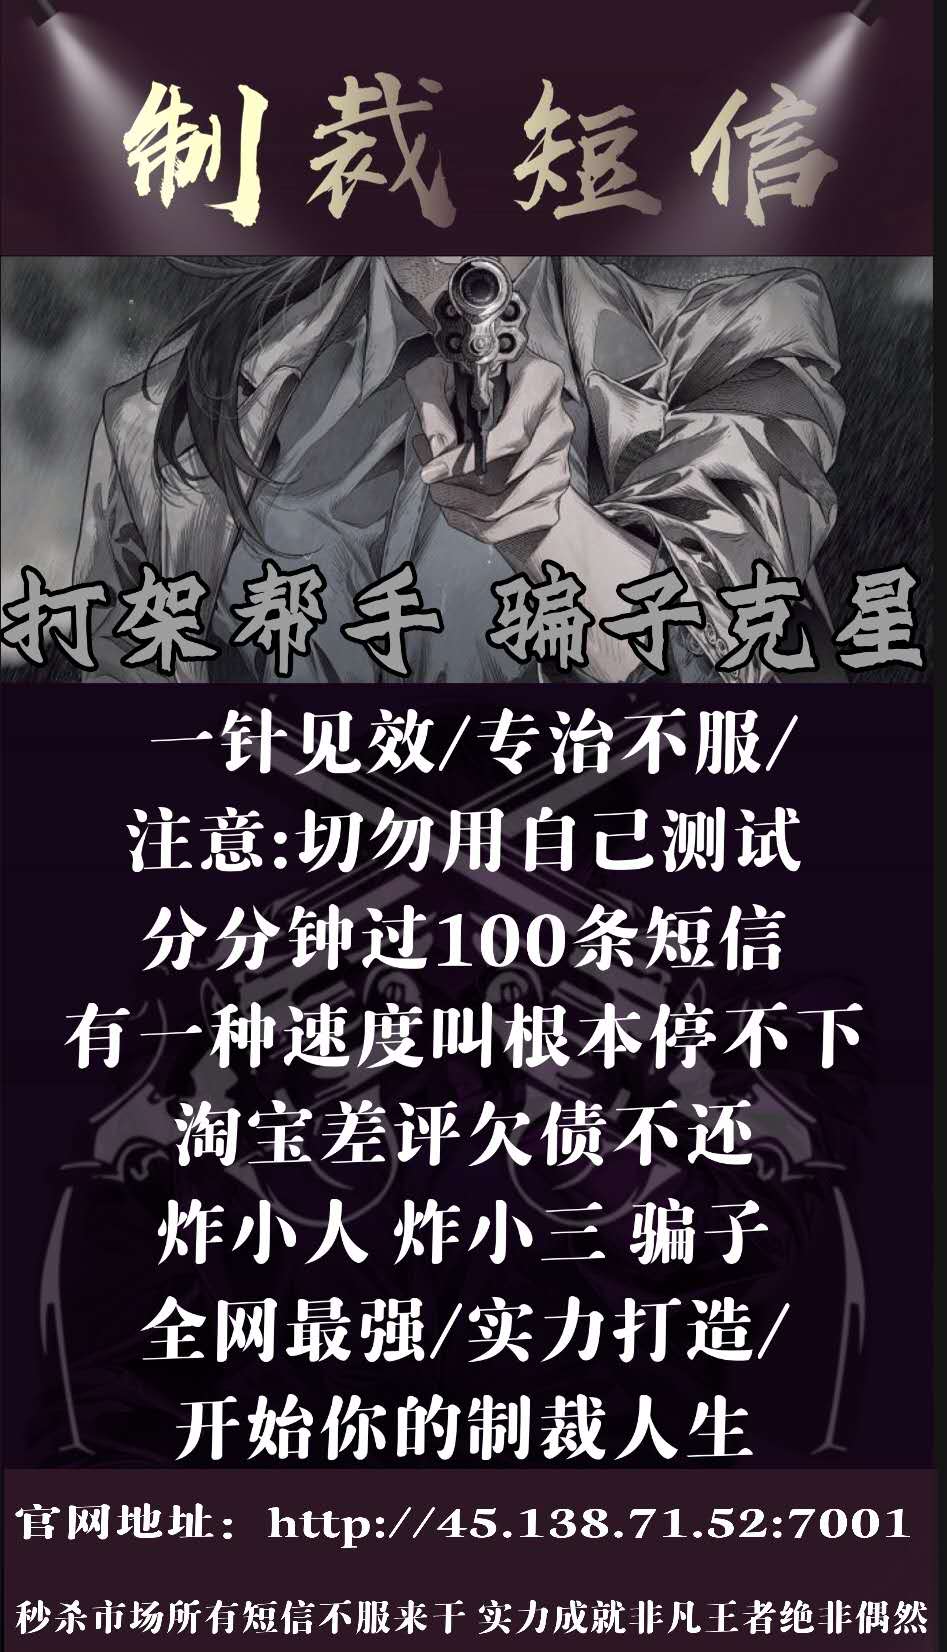 制裁短信
打架帮手 骗子克星
一针见效/专治不服/
注意:切勿用自己测试
分分钟过100条短信
有一种速度叫根本停不下
淘宝差评欠债不还
炸小人 炸小三 骗子
全网最强/实力打造/
开始你的制裁人生
官网地址：http://45.138.71.52:7001
秒杀市场所有短信不服来干 实力成就非凡王者绝非偶然